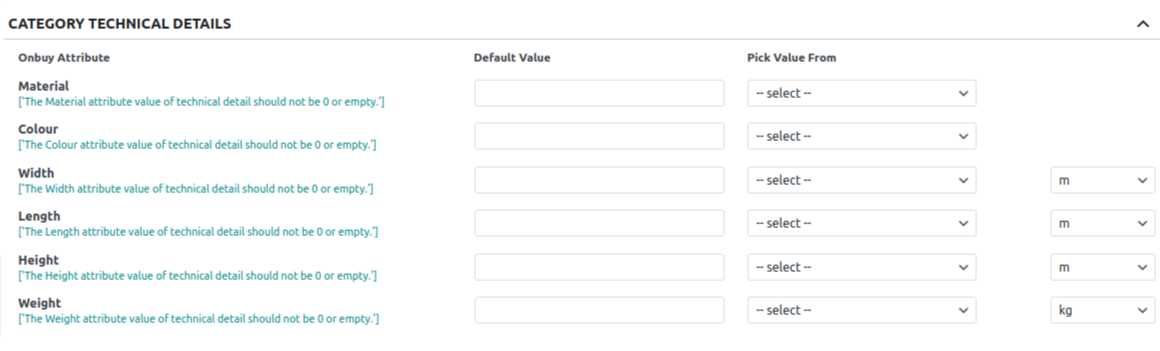 CATEGORY TECHNICAL DETAILS
Onbuy Attribute Default Value Pick Value From
Material
['The Material attribute value of technical detail should not be 0 or empty.'] -- select --
Colour
['The Colour attribute value of technical detail should not be 0 or empty.'] -- select --
Width
['The Width attribute value of technical detail should not be 0 or empty.'] -- select -- m
Length
['The Length attribute value of technical detail should not be 0 or empty.'] -- select -- m
Height
['The Height attribute value of technical detail should not be 0 or empty.'] -- select -- m
Weight
['The Weight attribute value of technical detail should not be 0 or empty.'] -- select -- kg